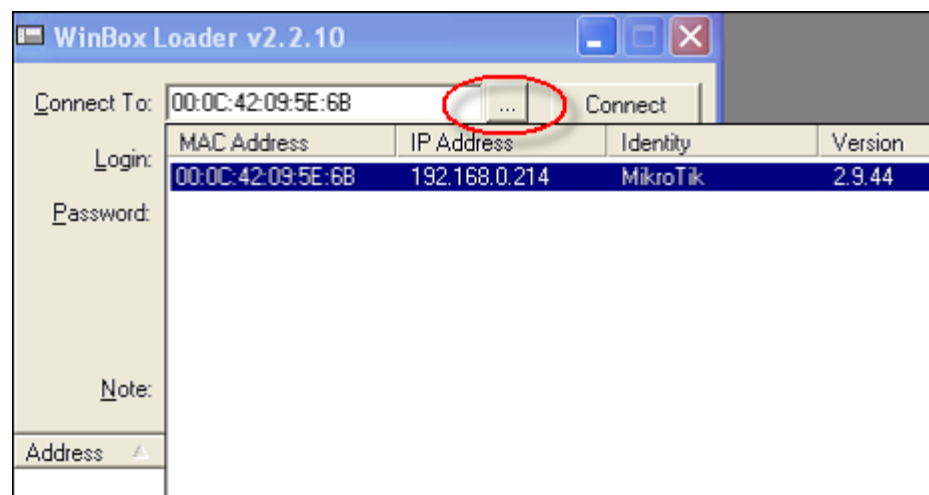 WinBox Loader v2.2.10
Connect To: 00:0C:42:09:5E:6B ... Connect
MAC Address IP Address Identity Version
00:0C:42:09:5E:6B 192.168.0.214 MikroTik 2.9.44
Login:
Password:
Note:
Address